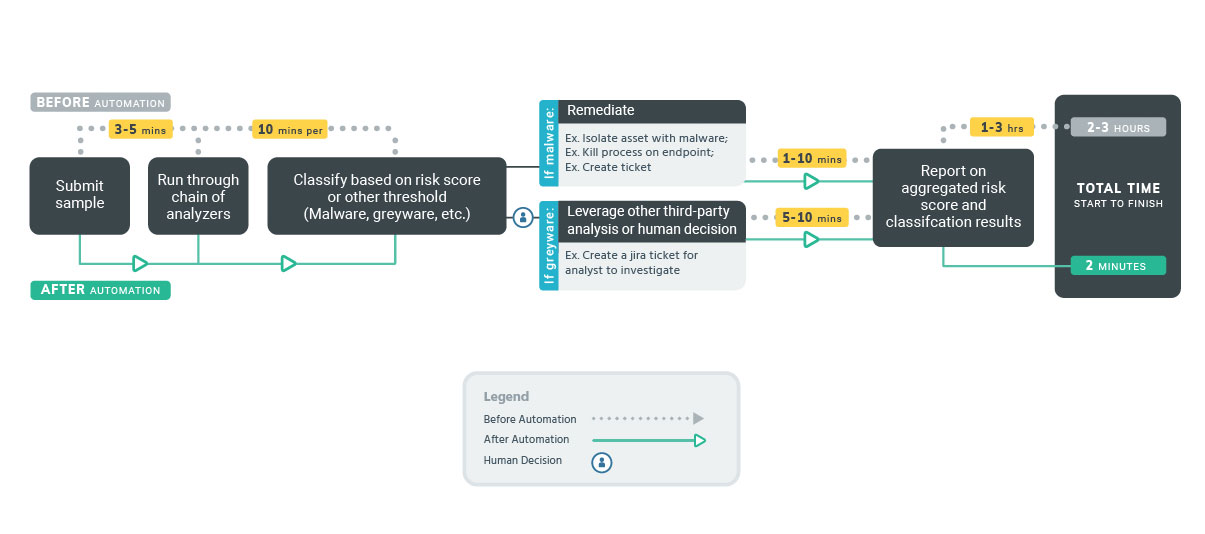 BEFORE AUTOMATION
3-5 mins
10 mins per
Submit
sample
Run through
chain of
analyzers
Classify based on risk score
or other threshold
(Malware, greyware, etc.)
AFTER AUTOMATION
If malware:
Remediate
Ex. Isolate asset with malware;
Ex. Kill process on endpoint;
Ex. Create ticket
If greyware:
Leverage other third-party
analysis or human decision
Ex. Create a jira ticket for
analyst to investigate
1-10 mins
5-10 mins
Report on
aggregated risk
score and
classifcation results
1-3 hrs
2-3 HOURS
TOTAL TIME
START TO FINISH
2 MINUTES
Legend
Before Automation
After Automation
Human Decision